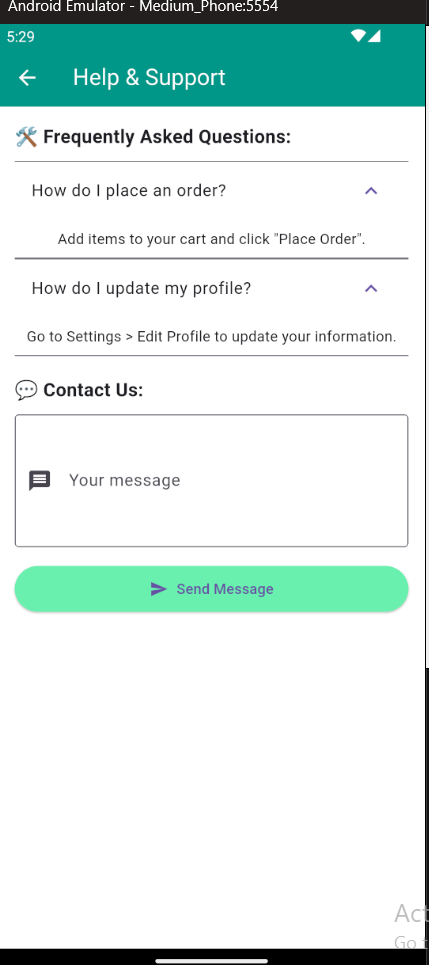 Android Emulator - Medium_Phone:5554
5:29
Help & Support
🛠️ Frequently Asked Questions:
How do I place an order?
Add items to your cart and click "Place Order".
How do I update my profile?
Go to Settings > Edit Profile to update your information.
💬 Contact Us:
Your message
Send Message
Act
Go t